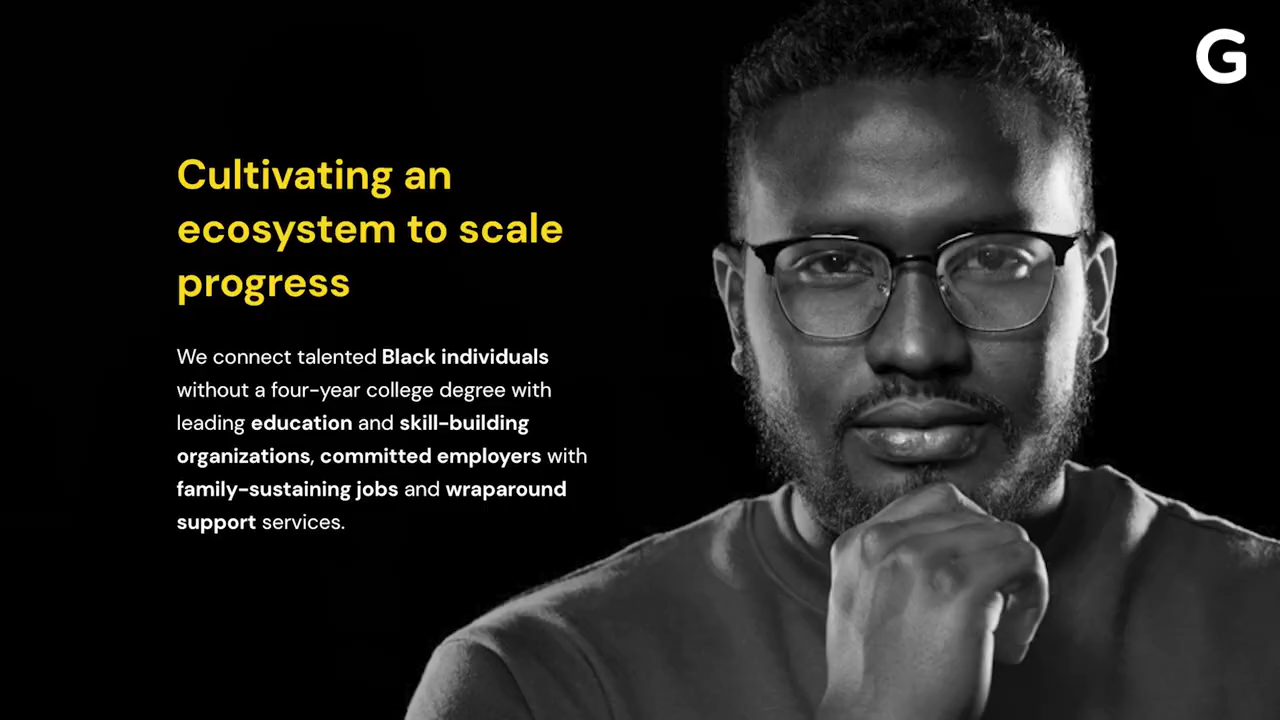 G
Cultivating an
ecosystem to scale
progress
We connect talented Black individuals
without a four-year college degree with
leading education and skill-building
organizations, committed employers with
family-sustaining jobs and wraparound
support services.